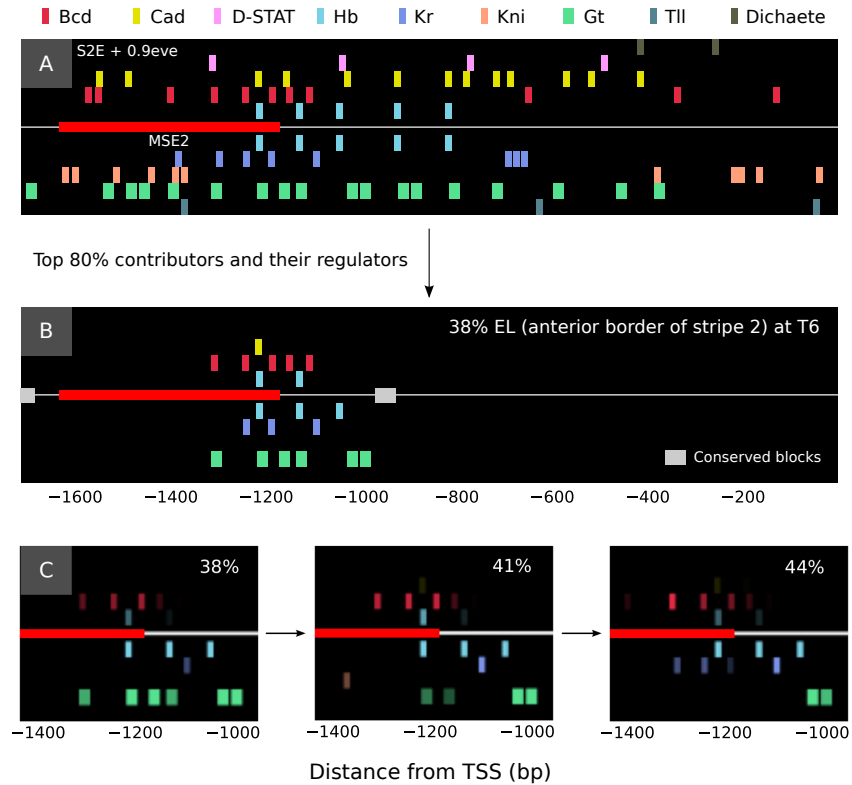 Bcd Cad D-STAT Hb Kr Kni Gt Tll Dichaete
A S2E + 0.9eve
MSE2
Top 80% contributors and their regulators
B 38% EL (anterior border of stripe 2) at T6
Conserved blocks
−1600 −1400 −1200 −1000 −800 −600 −400 −200
C 38% 41% 44%
−1400 −1200 −1000 −1400 −1200 −1000 −1400 −1200 −1000
Distance from TSS (bp)